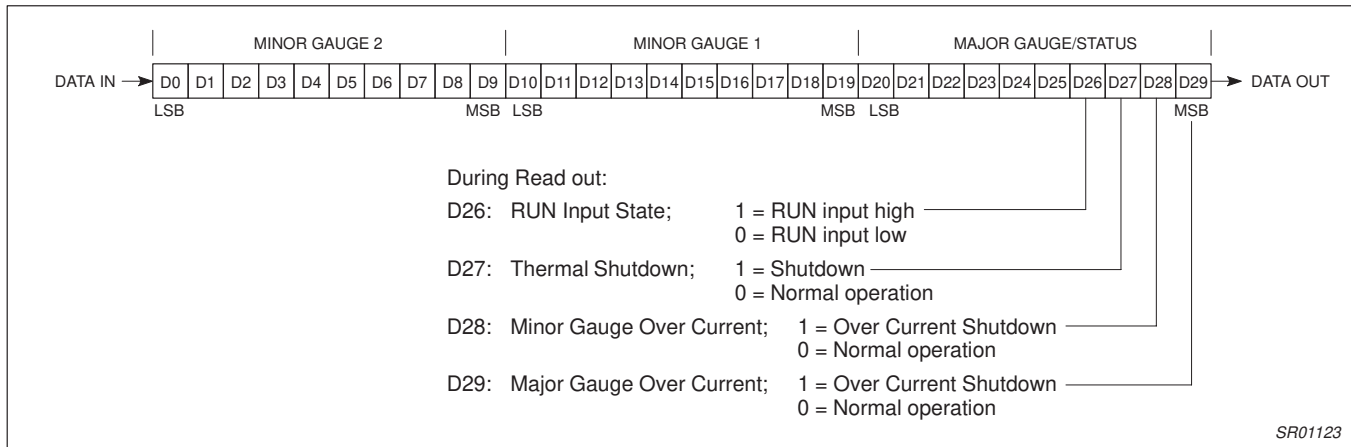 MINOR GAUGE 2 MINOR GAUGE 1 MAJOR GAUGE/STATUS
DATA IN D0 D1 D2 D3 D4 D5 D6 D7 D8 D9 D10 D11 D12 D13 D14 D15 D16 D17 D18 D19 D20 D21 D22 D23 D24 D25 D26 D27 D28 D29 DATA OUT
LSB MSB LSB MSB LSB MSB
During Read out:
D26: RUN Input State; 1 = RUN input high
0 = RUN input low
D27: Thermal Shutdown; 1 = Shutdown
0 = Normal operation
D28: Minor Gauge Over Current; 1 = Over Current Shutdown
0 = Normal operation
D29: Major Gauge Over Current; 1 = Over Current Shutdown
0 = Normal operation
SR01123